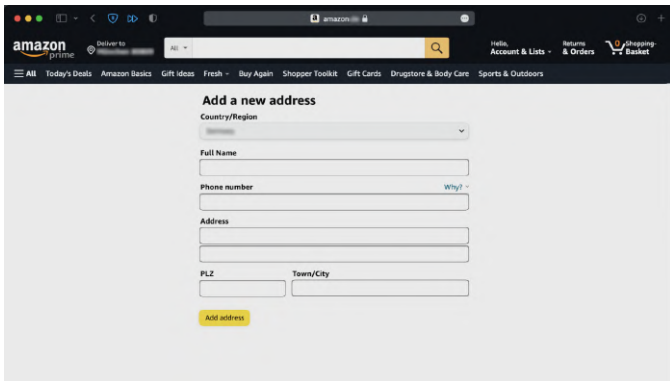 amazon
amazon prime
Deliver to
All
Hello,
Account & Lists
Returns
& Orders
0
Shopping-
Basket
All Today's Deals Amazon Basics Gift Ideas Fresh Buy Again Shopper Toolkit Gift Cards Drugstore & Body Care Sports & Outdoors
Add a new address
Country/Region
Full Name
Phone number Why?
Address
PLZ Town/City
Add address